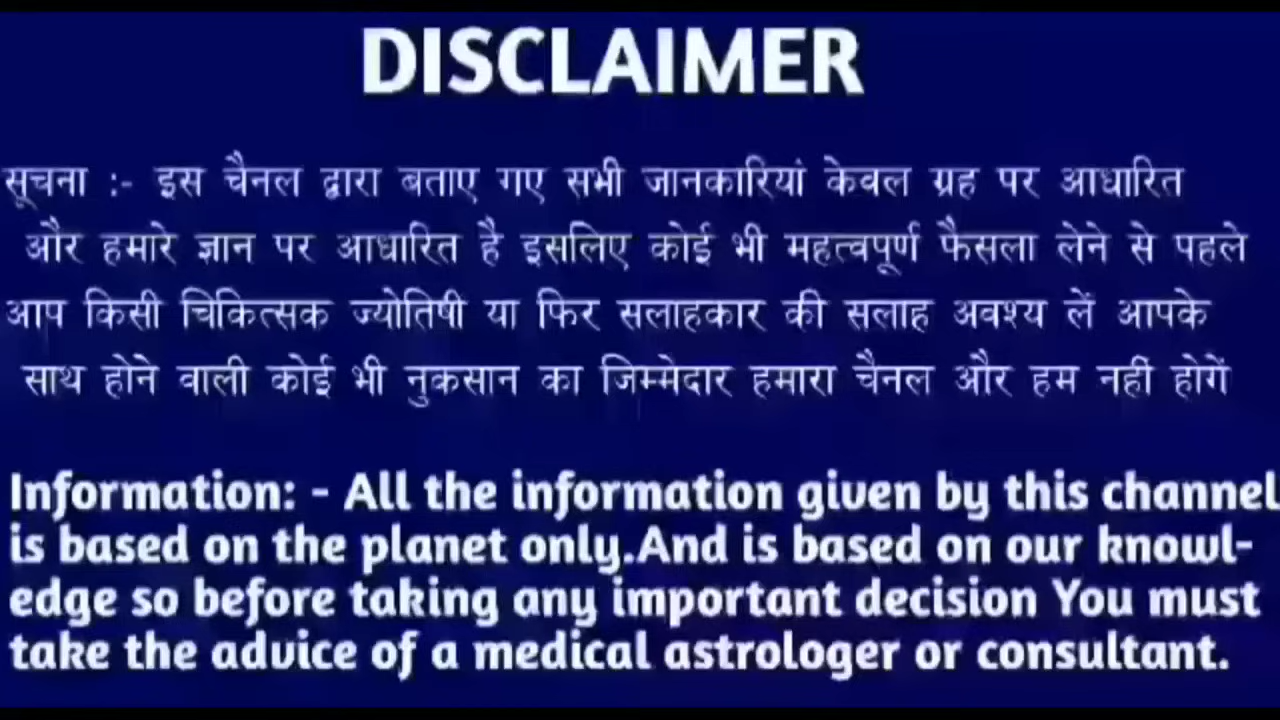 DISCLAIMER
सूचना :- इस चैनल द्वारा बताए गए सभी जानकारियां केवल ग्रह पर आधारित
और हमारे ज्ञान पर आधारित है इसलिए कोई भी महत्वपूर्ण फैसला लेने से पहले
आप किसी चिकित्सक ज्योतिषी या फिर सलाहकार की सलाह अवश्य लें आपके
साथ होने वाली कोई भी नुकसान का जिम्मेदार हमारा चैनल और हम नहीं होगें
Information: - All the information given by this channel
is based on the planet only.And is based on our knowl-
edge so before taking any important decision You must
take the advice of a medical astrologer or consultant.